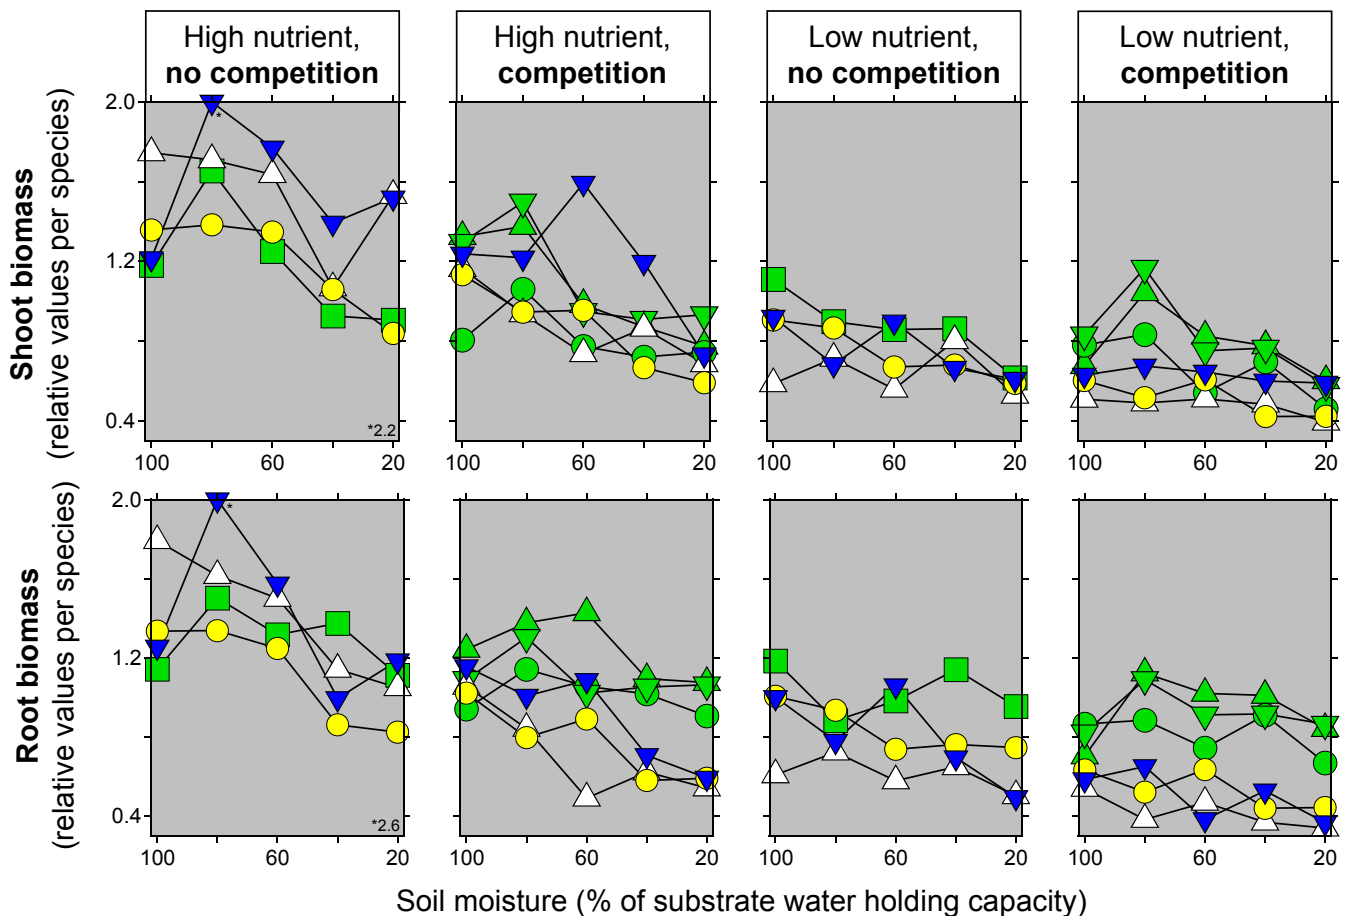 High nutrient,
no competition
High nutrient,
competition
Low nutrient,
no competition
Low nutrient,
competition
Shoot biomass
(relative values per species)
2.0
1.2
0.4
*
*2.2
100
60
20
100
60
20
100
60
20
100
60
20
Root biomass
(relative values per species)
2.0
1.2
0.4
*
*2.6
100
60
20
100
60
20
100
60
20
100
60
20
Soil moisture (% of substrate water holding capacity)